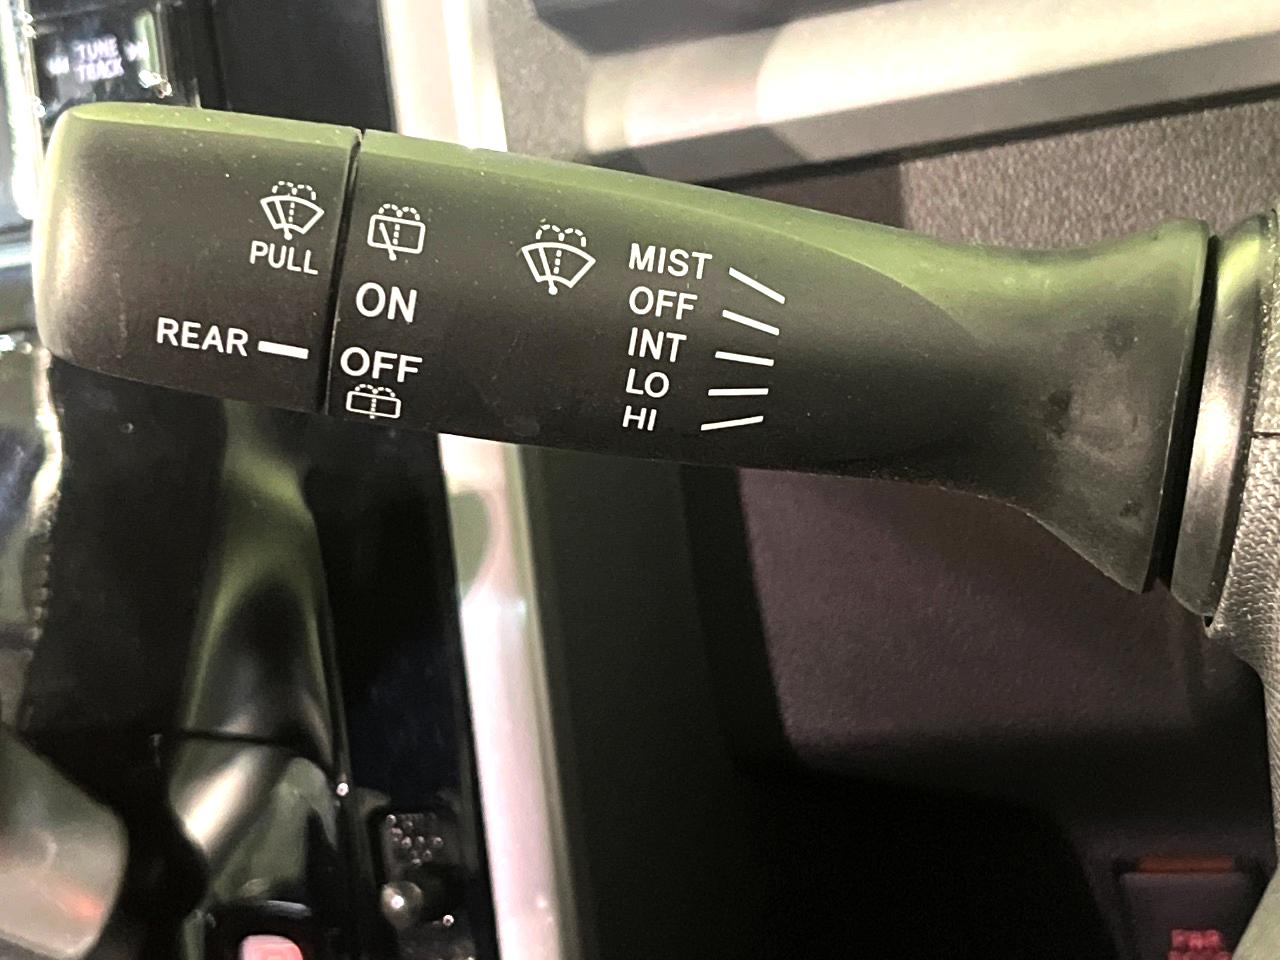 TUNE
TRACK
PULL
REAR
ON
OFF
MIST
OFF
INT
LO
HI